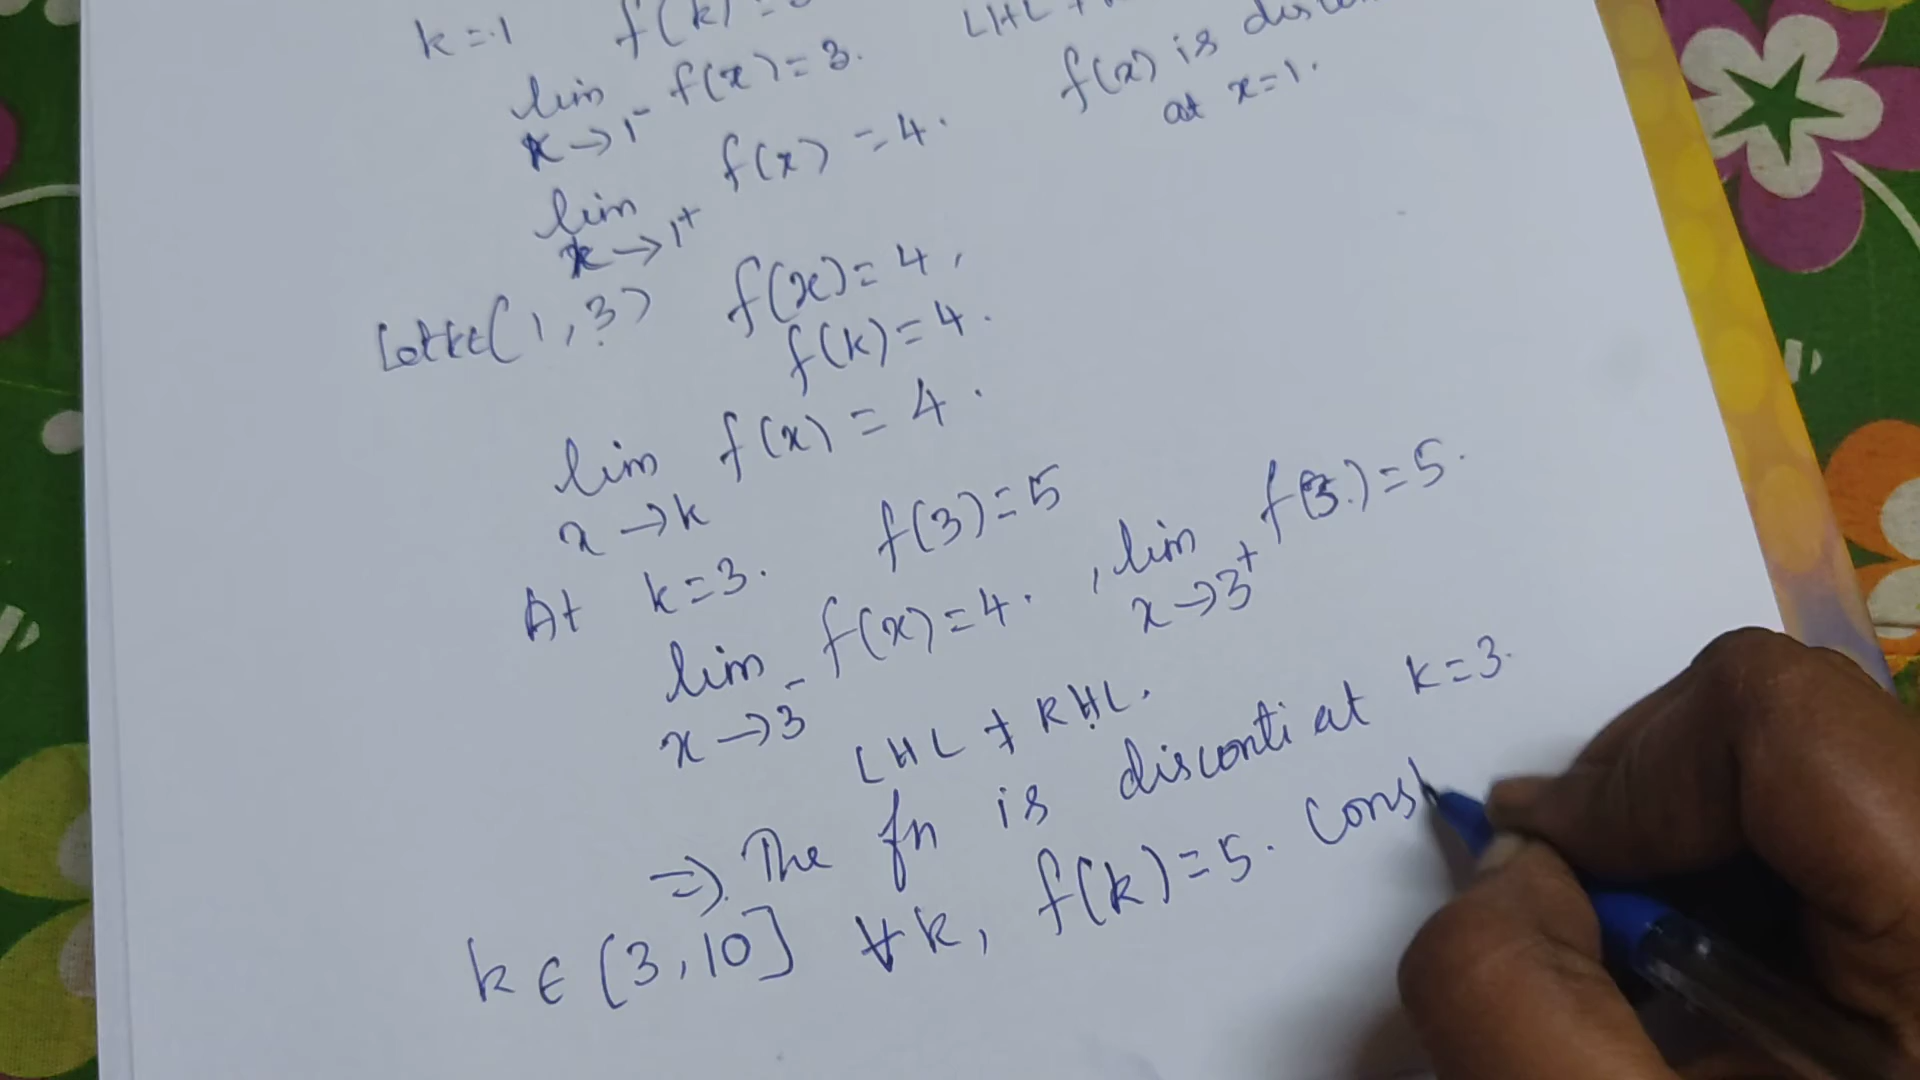 k=1 f(k)=
lim f(x)=3. LHL ≠
x→1⁻ f(x) is
lim f(x)=4. at x=1.
x→1⁺
(1,3) f(x)=4,
f(k)=4.
lim f(x)=4.
x→k
At k=3. f(3)=5
lim f(x)=4. , lim f(3.)=5.
x→3⁻ x→3⁺
LHL ≠ RHL.
⇒ The fn is disconti at k=3.
k∈(3,10] ∀k, f(k)=5. Cons